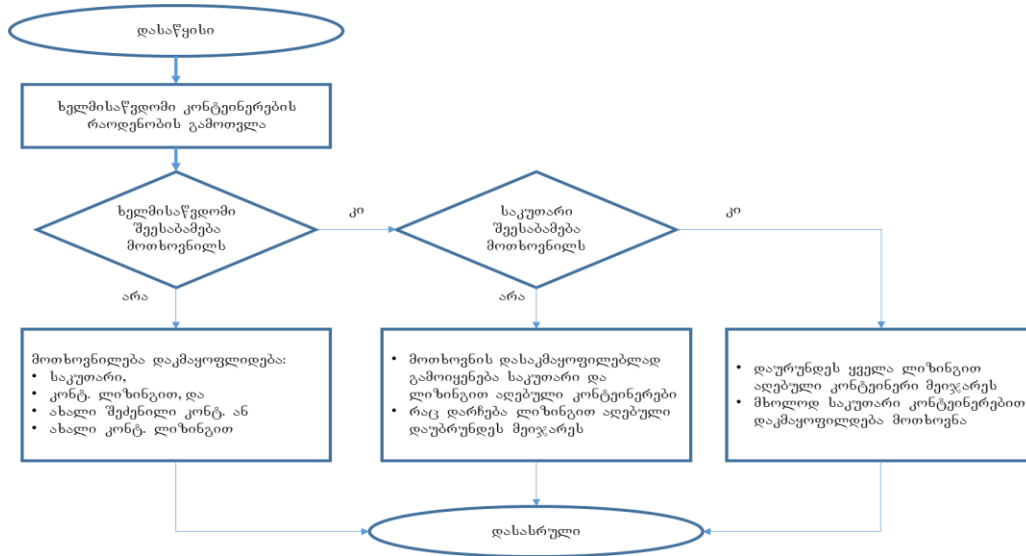 დასაწყისი
ხელმისაწვდომი კონტეინერების
რაოდენობის გამოთვლა
ხელმისაწვდომი
შეესაბამება
მოთხოვნილს
კი
საკუთარი
შეესაბამება
მოთხოვნილს
კი
არა
არა
მოთხოვნილება დაკმაყოფლიდება:
• საკუთარი,
• კონტ. ლიზინგით, და
• ახალი შეძენილი კონტ. ან
• ახალი კონტ. ლიზინგით
• მოთხოვნის დასაკმაყოფილებლად
გამოიყენება საკუთარი და
ლიზინგით აღებული კონტეინერები
• რაც დარჩება ლიზინგით აღებული
დაუბრუნდეს მეიჯარეს
• დაურუნდეს ყველა ლიზინგით
აღებული კონტეინერი მეიჯარეს
• მხოლოდ საკუთარი კონტეინერებით
დაკმაყოფილდება მოთხოვნა
დასასრული